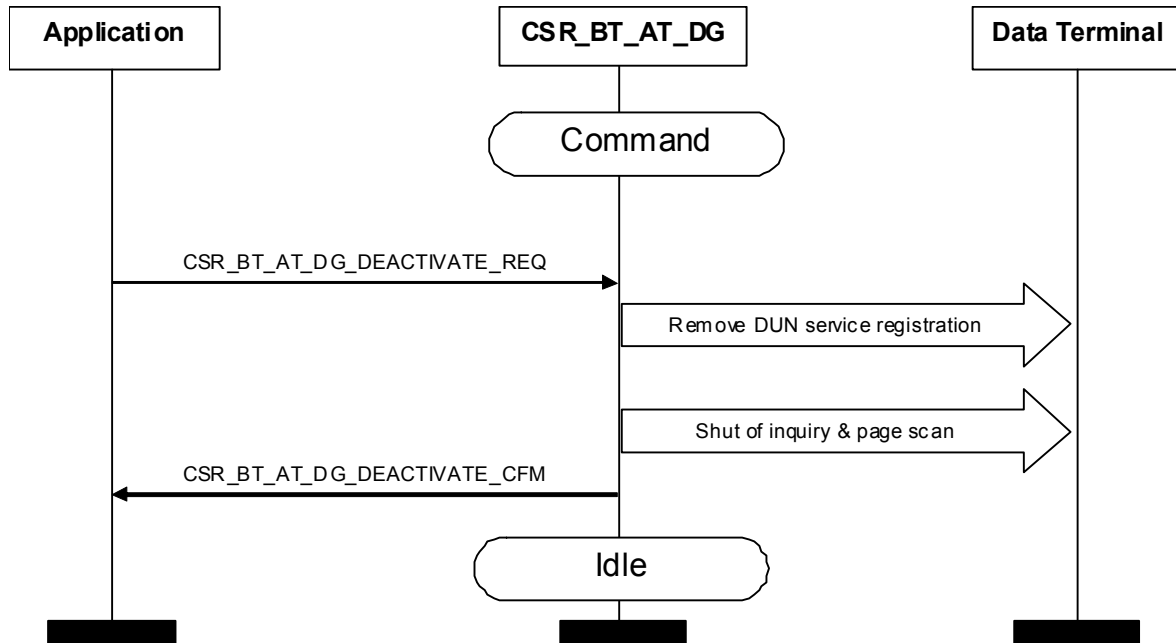 Application
CSR_BT_AT_DG
Data Terminal
Command
CSR_BT_AT_DG_DEACTIVATE_REQ
Remove DUN service registration
Shut of inquiry & page scan
CSR_BT_AT_DG_DEACTIVATE_CFM
Idle